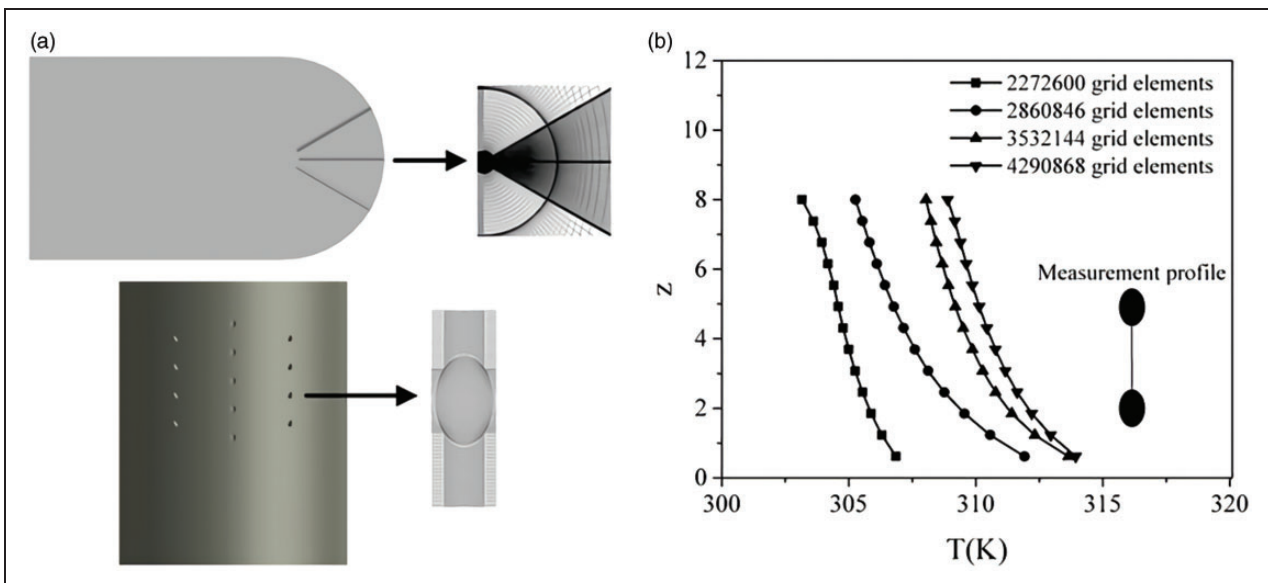 (a)
(b)
12
10
8
6
4
2
0
z
2272600 grid elements
2860846 grid elements
3532144 grid elements
4290868 grid elements
Measurement profile
300
305
310
315
320
T(K)